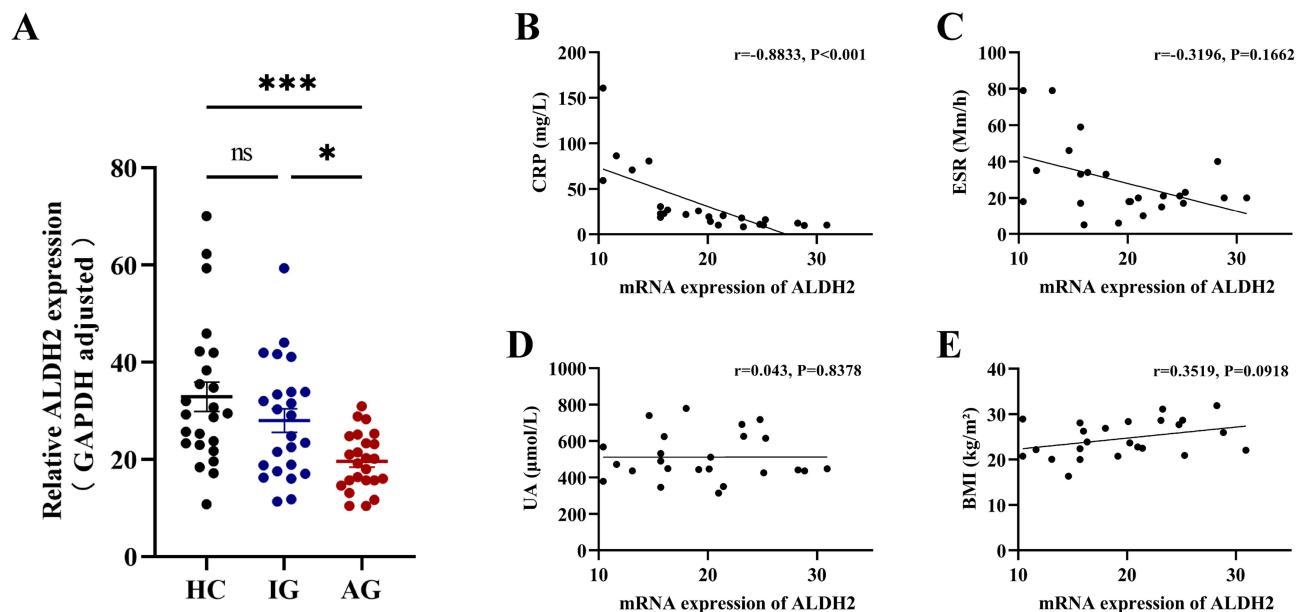 A
***
ns
*
Relative ALDH2 expression
( GAPDH adjusted )
80
60
40
20
0
HC IG AG
B
r=-0.8833, P<0.001
CRP (mg/L)
200
150
100
50
0
10 20 30
mRNA expression of ALDH2
C
r=-0.3196, P=0.1662
ESR (Mm/h)
100
80
60
40
20
0
10 20 30
mRNA expression of ALDH2
D
r=0.043, P=0.8378
UA (μmol/L)
1000
800
600
400
200
0
10 20 30
mRNA expression of ALDH2
E
r=0.3519, P=0.0918
BMI (kg/m²)
40
30
20
10
0
10 20 30
mRNA expression of ALDH2